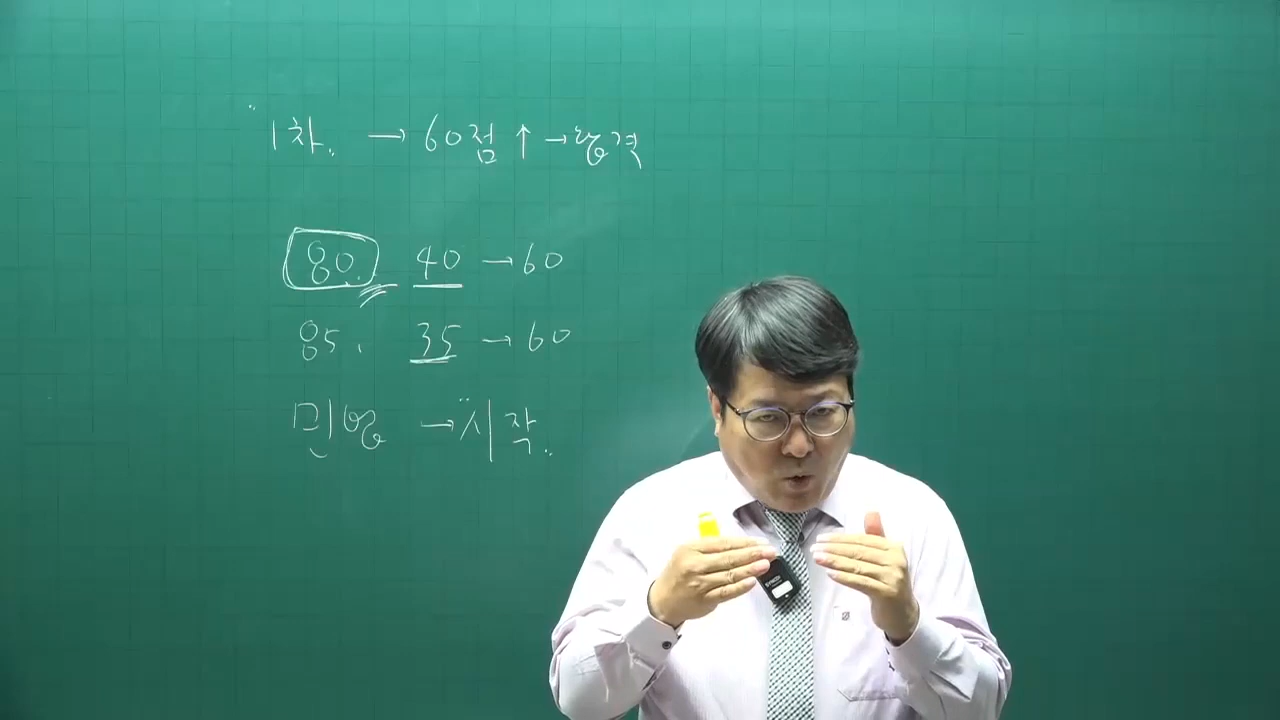 1차. → 60점 ↑ → 합격
80. 40 → 60
85. 35 → 60
민법 → 시작..